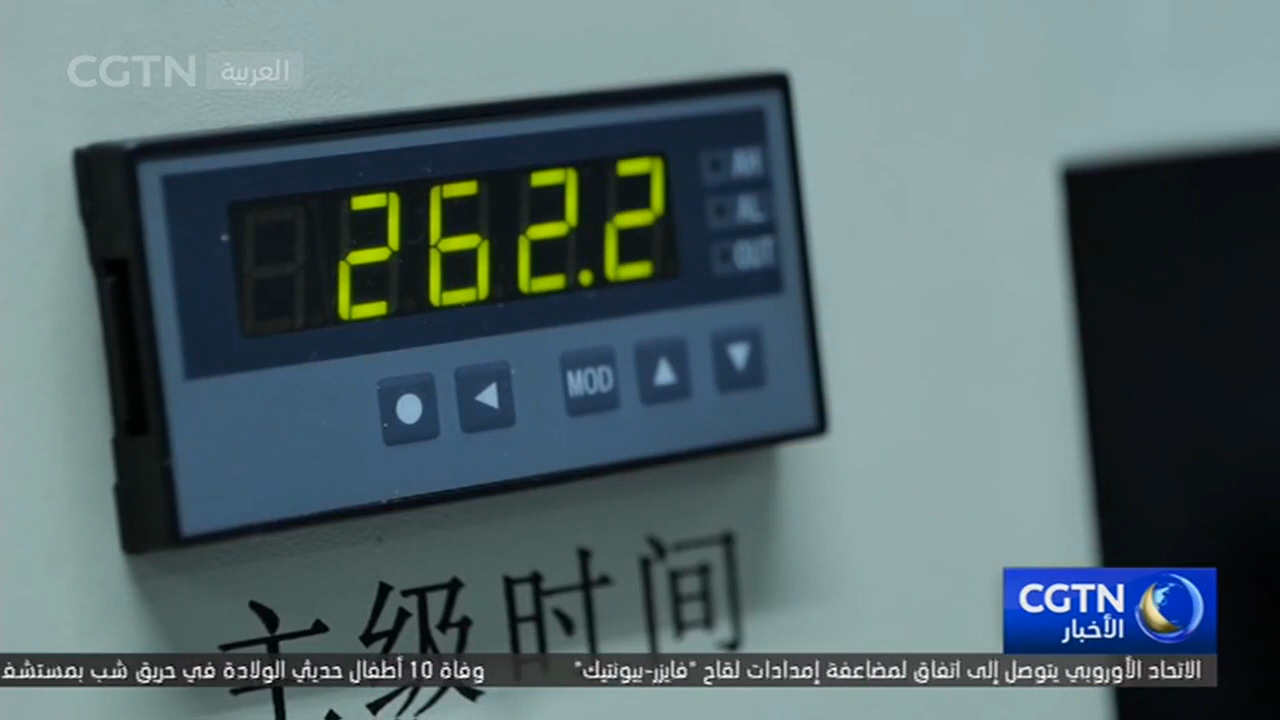 CGTN العربية
262.2
AH
AL
OUT
MOD
主级时间
CGTN
الأخبار
الاتحاد الأوروبي يتوصل إلى اتفاق لمضاعفة إمدادات لقاح "فايزر-بيونتيك"
وفاة 10 أطفال حديثي الولادة في حريق شب بمستشف